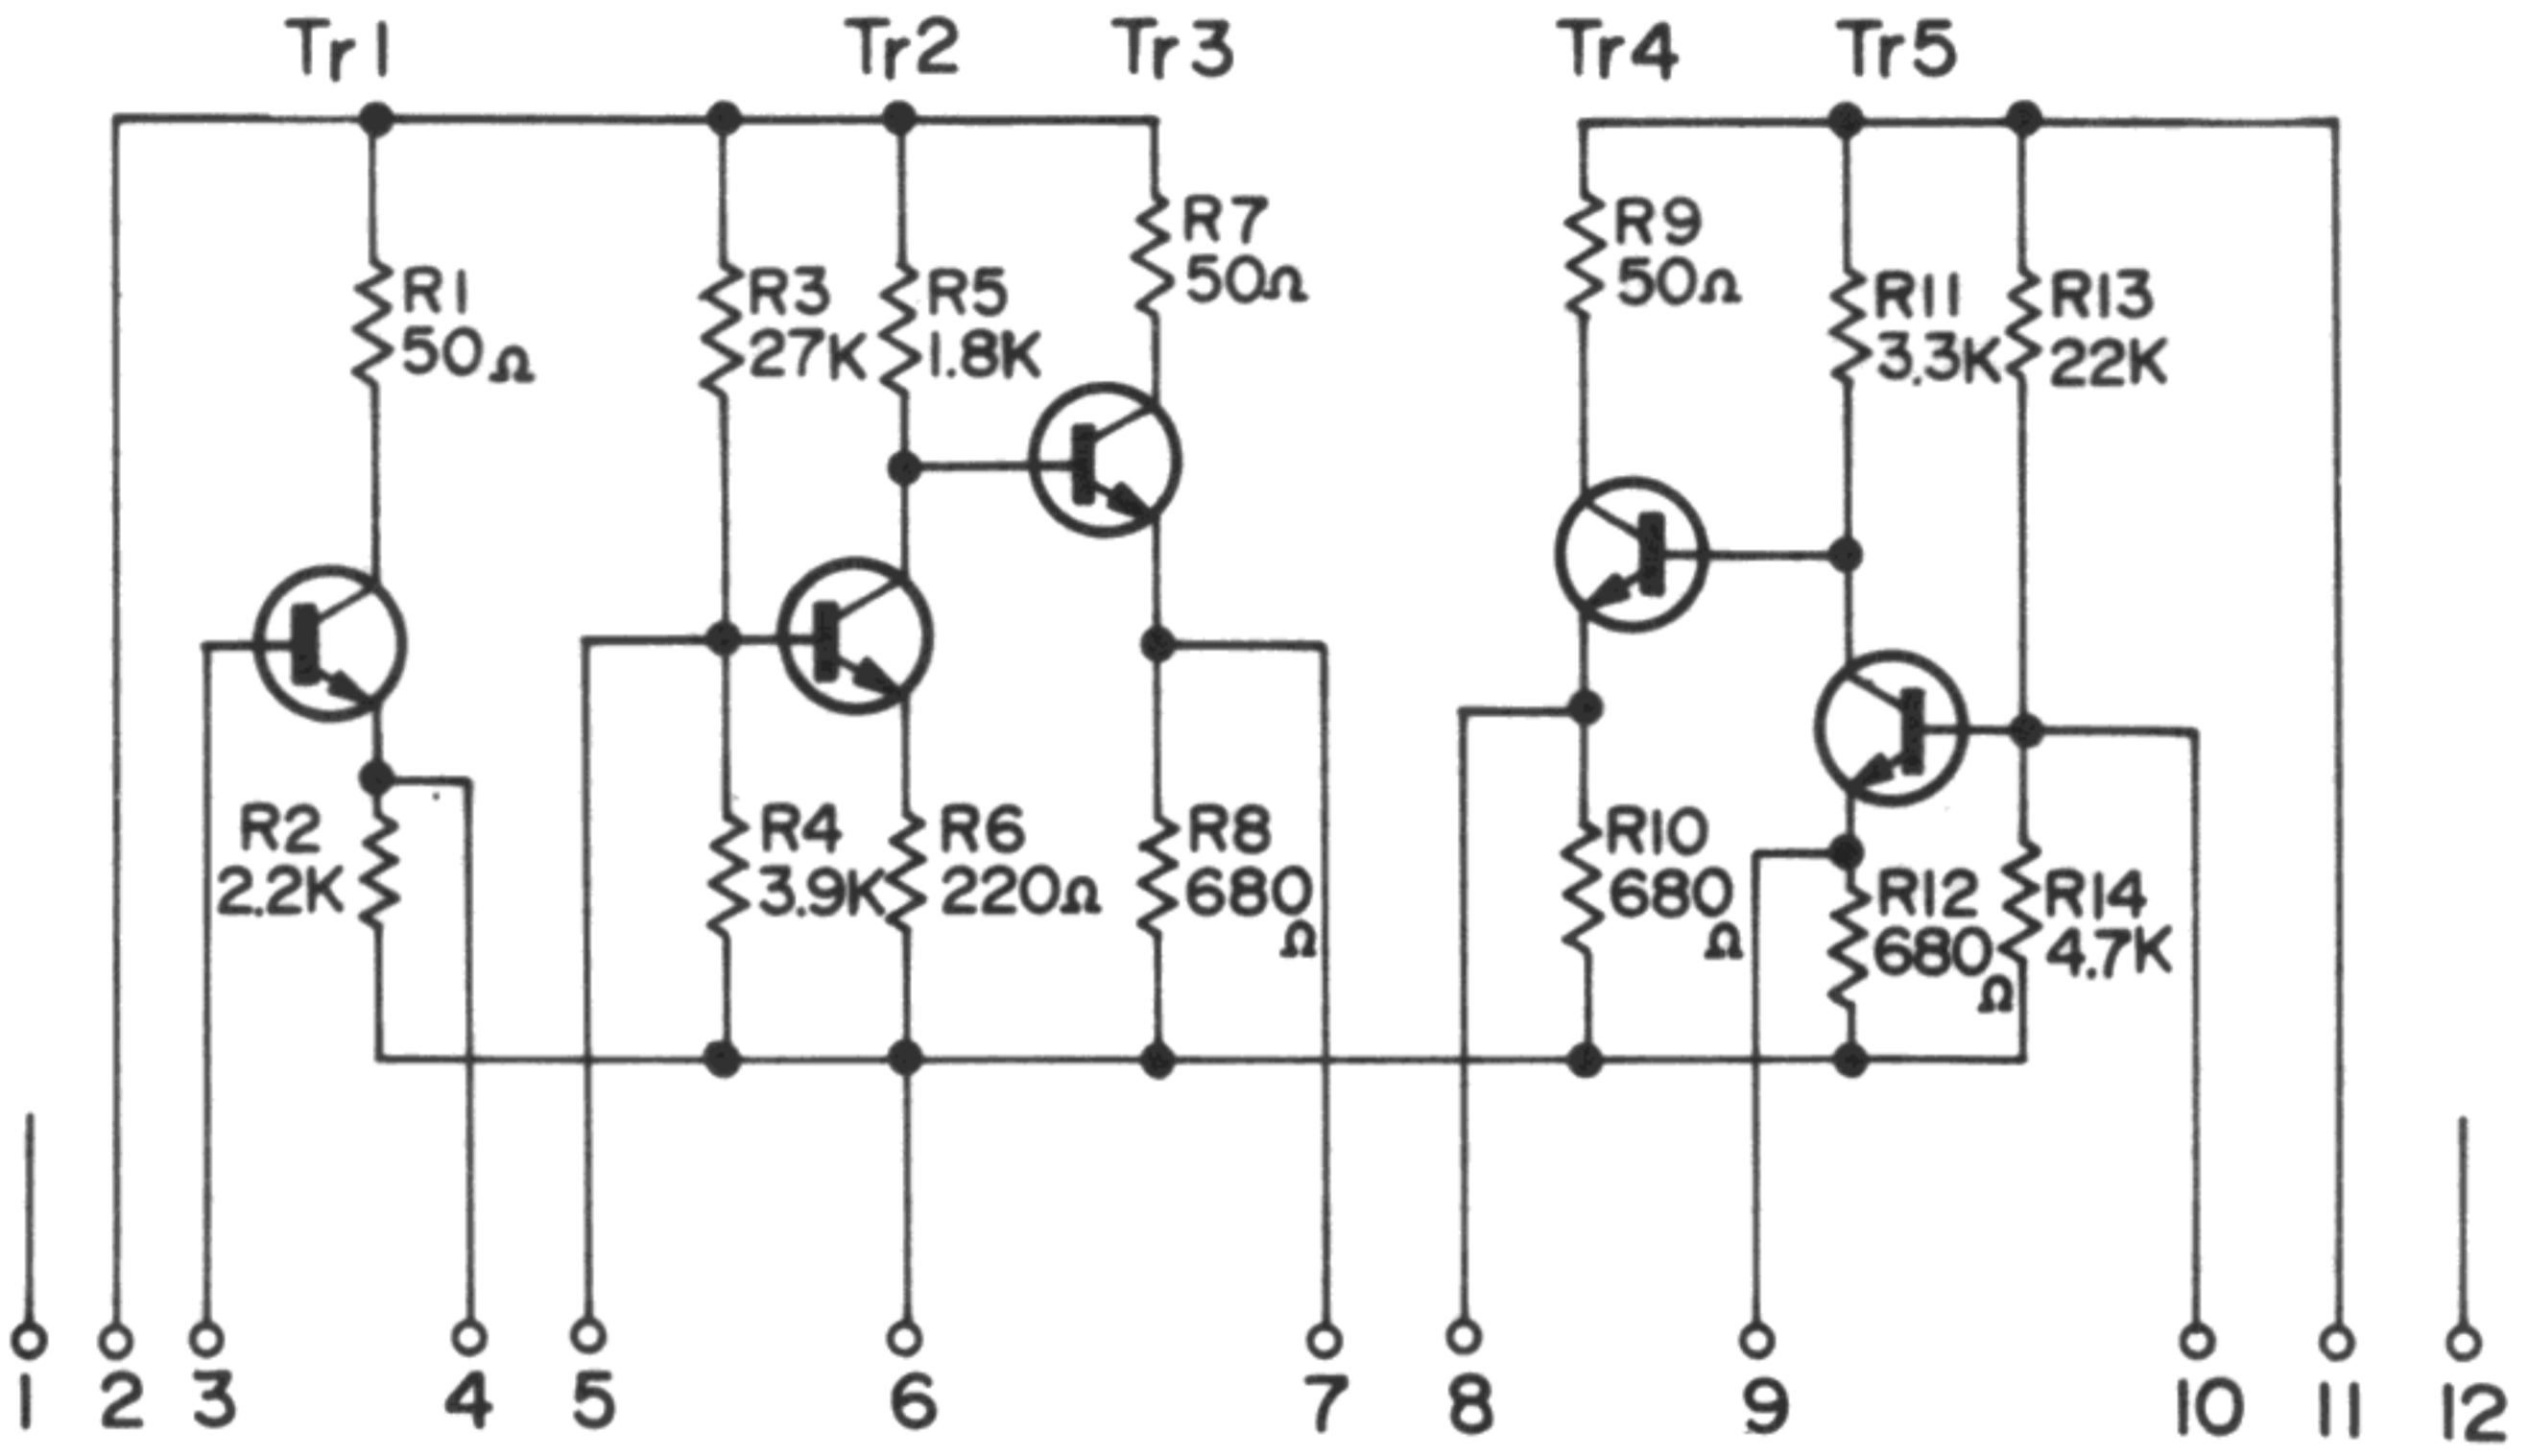 Tr1 Tr2 Tr3 Tr4 Tr5
R1
50Ω
R3
27K
R5
1.8K
R7
50Ω
R9
50Ω
R11
3.3K
R13
22K
R2
2.2K
R4
3.9K
R6
220Ω
R8
680
Ω
R10
680
Ω
R12
680
Ω
R14
4.7K
1 2 3 4 5 6 7 8 9 10 11 12